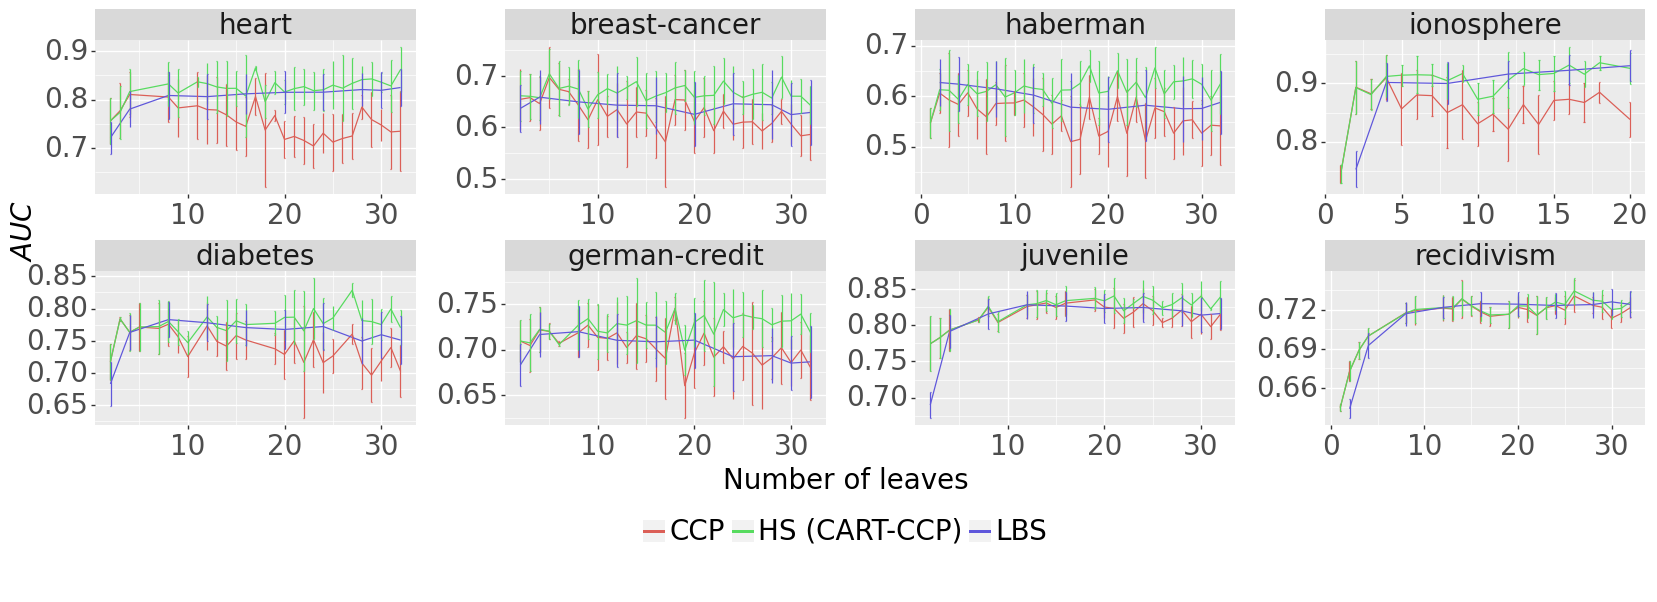 heart breast-cancer haberman ionosphere
0.9 0.8 0.7
10 20 30
0.7 0.6 0.5
10 20 30
0.7 0.6 0.5
0 10 20 30
0.9 0.8
0 5 10 15 20
AUC
diabetes german-credit juvenile recidivism
0.85 0.80 0.75 0.70 0.65
10 20 30
0.75 0.70 0.65
10 20 30
0.85 0.80 0.75 0.70
10 20 30
0.72 0.69 0.66
0 10 20 30
Number of leaves
CCP HS (CART-CCP) LBS